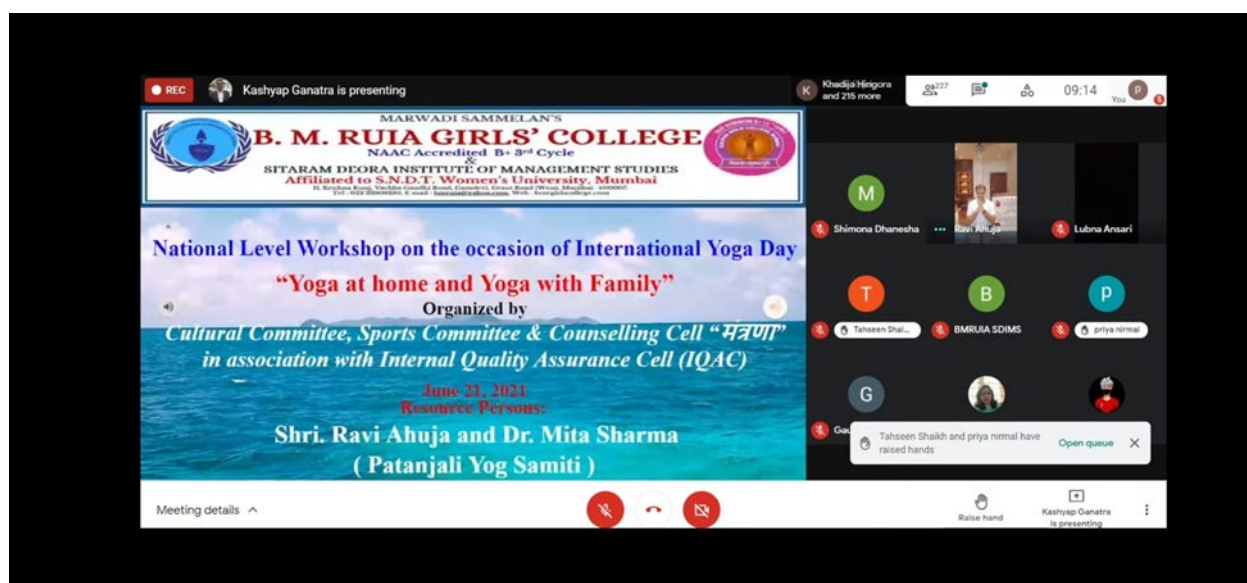 REC
Kashyap Ganatra is presenting
K
Khadija Hingora
and 215 more
227
09:14
You
P
MARWADI SAMMELAN'S
B. M. RUIA GIRLS' COLLEGE
NAAC Accredited B+ 3rd Cycle
&
SITARAM DEORA INSTITUTE OF MANAGEMENT STUDIES
Affiliated to S.N.D.T. Women's University, Mumbai
National Level Workshop on the occasion of International Yoga Day
“Yoga at home and Yoga with Family”
Organized by
Cultural Committee, Sports Committee & Counselling Cell “मंत्रणा”
in association with Internal Quality Assurance Cell (IQAC)
June 21, 2021
Resource Persons:
Shri. Ravi Ahuja and Dr. Mita Sharma
( Patanjali Yog Samiti )
M
Shimona Dhanesha
Ravi Ahuja
Lubna Ansari
T
Tahseen Shai...
B
BMRUIA SDIMS
p
priya nirmal
G
Tahseen Shaikh and priya nirmal have
raised hands
Open queue
Meeting details
Raise hand
Kashyap Ganatra
is presenting